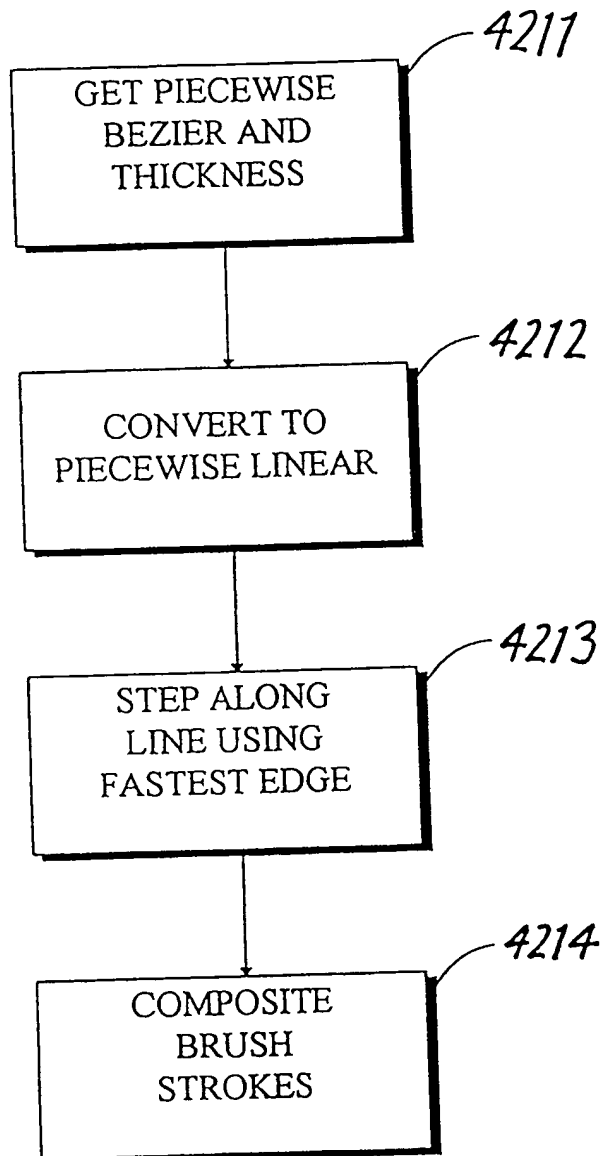 4211
GET PIECEWISE
BEZIER AND
THICKNESS
4212
CONVERT TO
PIECEWISE LINEAR
4213
STEP ALONG
LINE USING
FASTEST EDGE
4214
COMPOSITE
BRUSH
STROKES